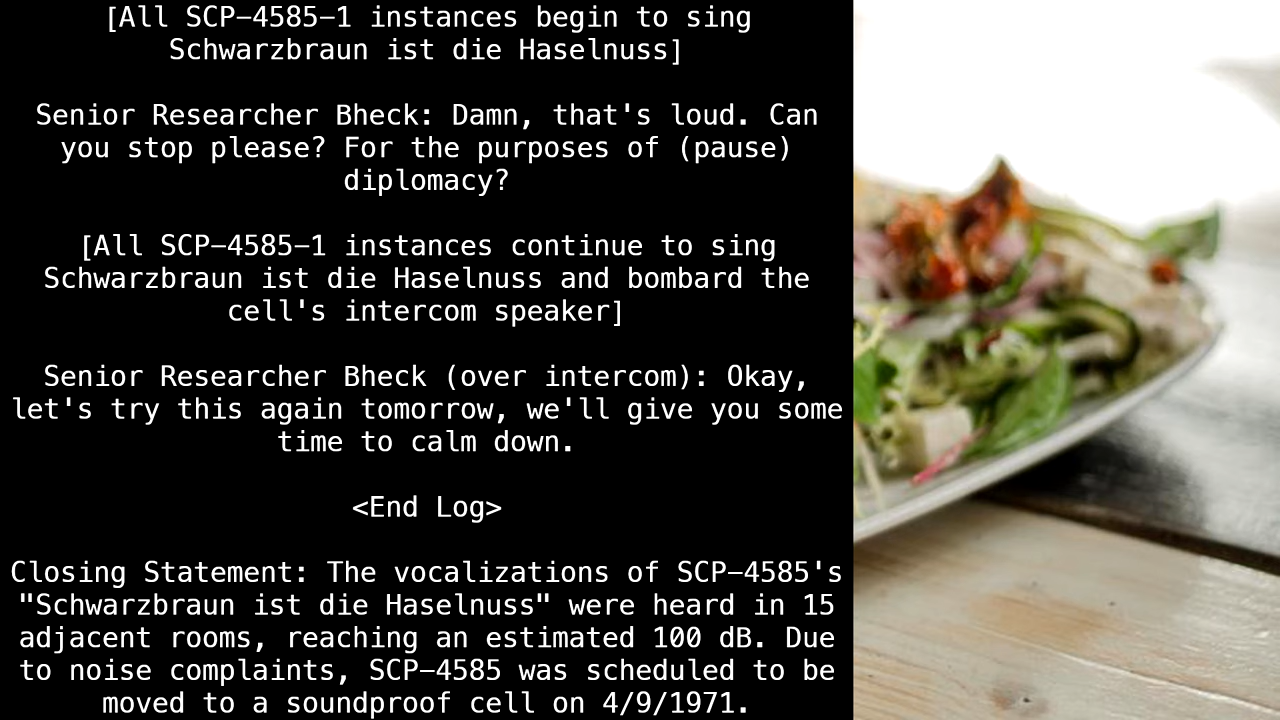 [All SCP–4585–1 instances begin to sing
Schwarzbraun ist die Haselnuss]
Senior Researcher Bheck: Damn, that's loud. Can
you stop please? For the purposes of (pause)
diplomacy?
[All SCP–4585–1 instances continue to sing
Schwarzbraun ist die Haselnuss and bombard the
cell's intercom speaker]
Senior Researcher Bheck (over intercom): Okay,
let's try this again tomorrow, we'll give you some
time to calm down.
<End Log>
Closing Statement: The vocalizations of SCP–4585's
"Schwarzbraun ist die Haselnuss" were heard in 15
adjacent rooms, reaching an estimated 100 dB. Due
to noise complaints, SCP–4585 was scheduled to be
moved to a soundproof cell on 4/9/1971.